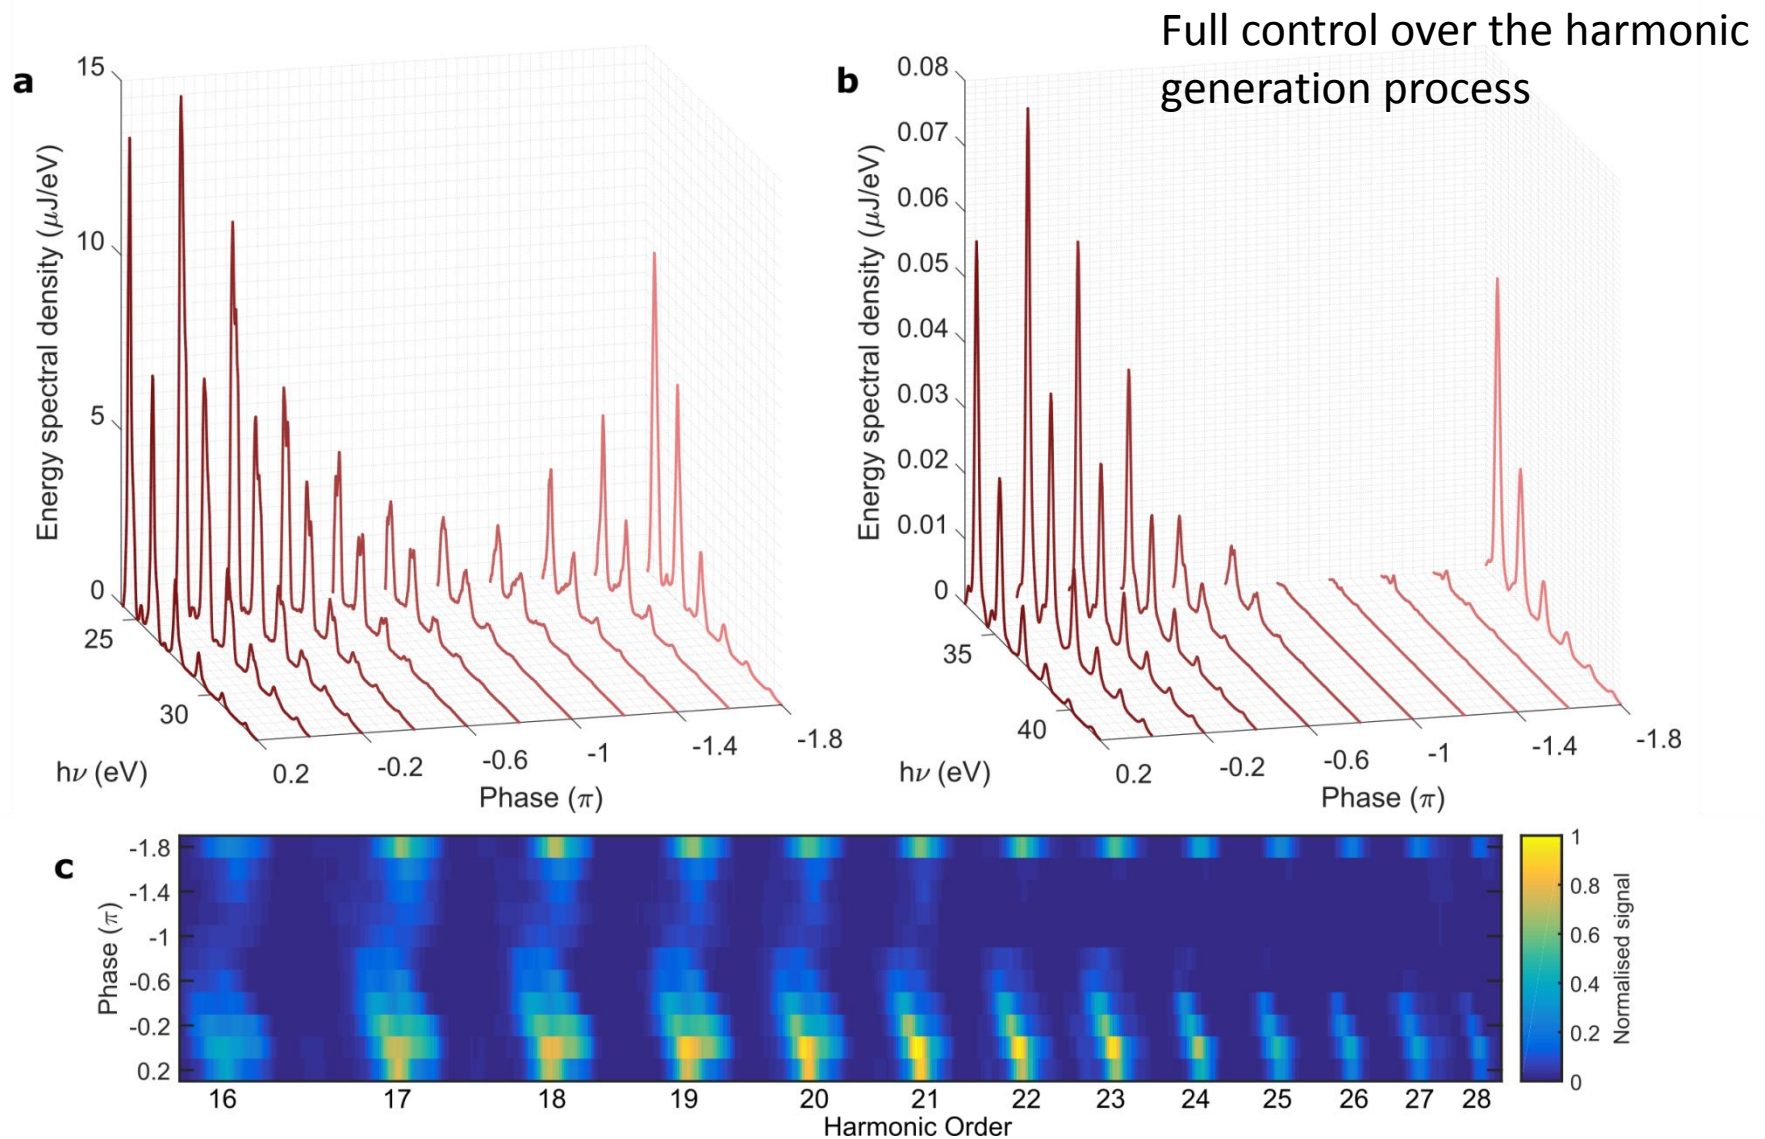 Full control over the harmonic
generation process
a
15
10
5
0
Energy spectral density (μJ/eV)
25
30
hν (eV)
0.2
-0.2
-0.6
-1
-1.4
-1.8
Phase (π)
b
0.08
0.07
0.06
0.05
0.04
0.03
0.02
0.01
0
Energy spectral density (μJ/eV)
35
40
hν (eV)
0.2
-0.2
-0.6
-1
-1.4
-1.8
Phase (π)
c
-1.8
-1.4
-1
-0.6
-0.2
0.2
Phase (π)
16 17 18 19 20 21 22 23 24 25 26 27 28
Harmonic Order
1
0.8
0.6
0.4
0.2
0
Normalised signal